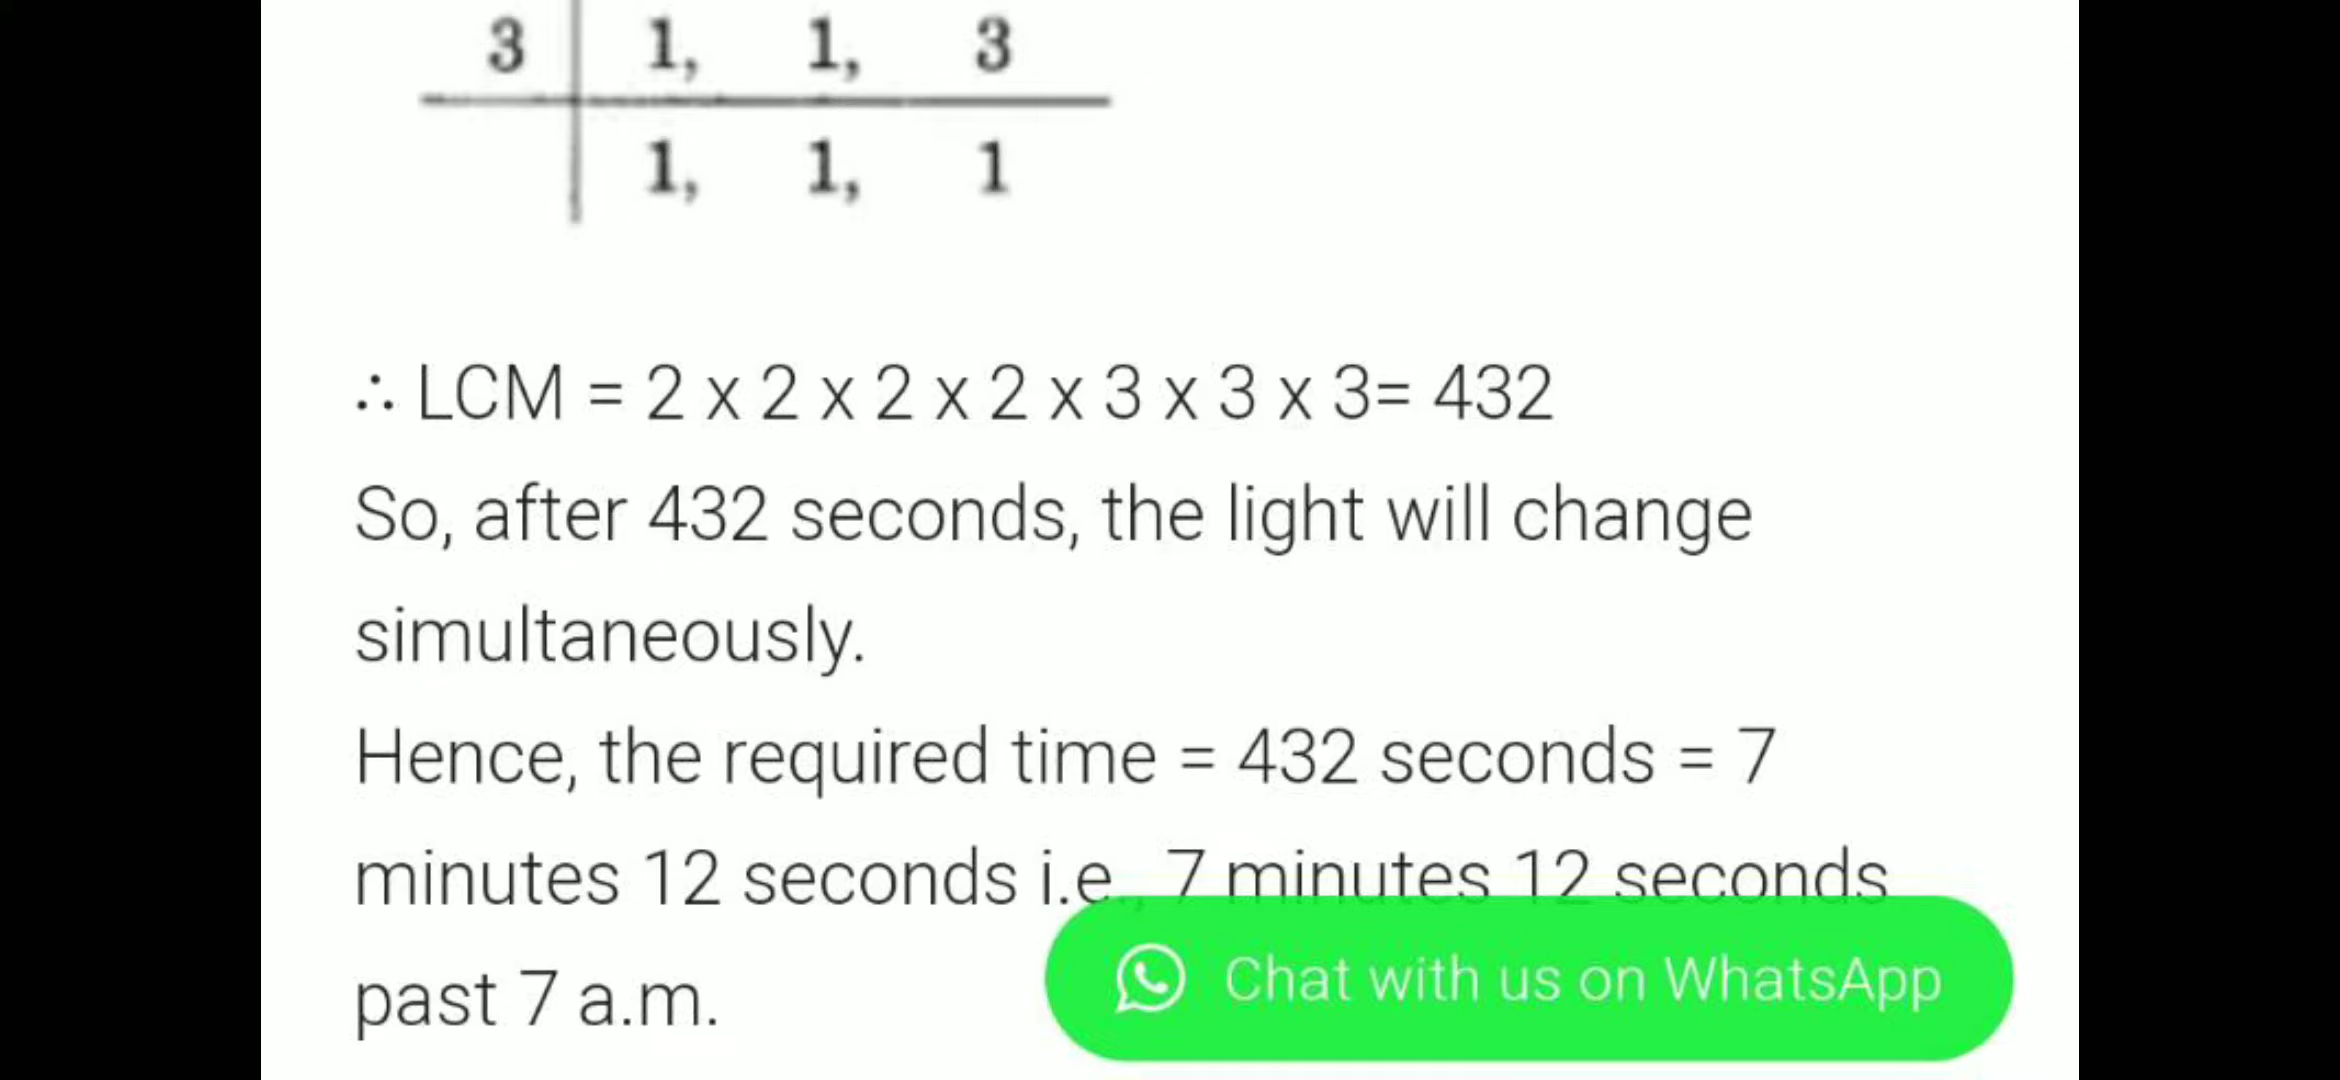 3 1, 1, 3
1, 1, 1
∴ LCM = 2 x 2 x 2 x 2 x 3 x 3 x 3= 432
So, after 432 seconds, the light will change
simultaneously.
Hence, the required time = 432 seconds = 7
minutes 12 seconds i.e., 7 minutes 12 seconds
past 7 a.m.
Chat with us on WhatsApp